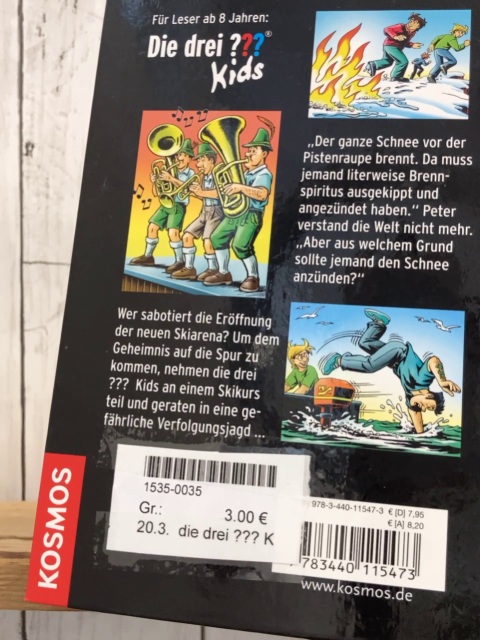 Für Leser ab 8 Jahren:
Die drei ???®
Kids
„Der ganze Schnee vor der
Pistenraupe brennt. Da muss
jemand literweise Brenn-
spiritus ausgekippt und
angezündet haben.“ Peter
verstand die Welt nicht mehr.
„Aber aus welchem Grund
sollte jemand den Schnee
anzünden?“
Wer sabotiert die Eröffnung
der neuen Skiarena? Um dem
Geheimnis auf die Spur zu
kommen, nehmen die drei
??? Kids an einem Skikurs
teil und geraten in eine ge-
fährliche Verfolgungsjagd ...
KOSMOS
1535-0035
Gr.: 3.00 €
20.3. die drei ??? K
978-3-440-11547-3 € [D] 7,95
€ [A] 8,20
783440 115473
www.kosmos.de